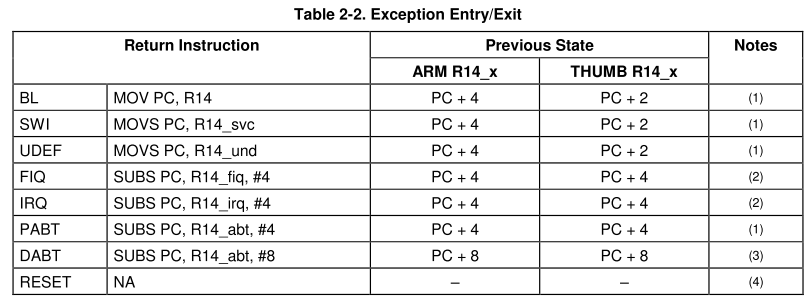 Table 2-2. Exception Entry/Exit
Return Instruction Previous State Notes
ARM R14_x THUMB R14_x
BL MOV PC, R14 PC + 4 PC + 2 (1)
SWI MOVS PC, R14_svc PC + 4 PC + 2 (1)
UDEF MOVS PC, R14_und PC + 4 PC + 2 (1)
FIQ SUBS PC, R14_fiq, #4 PC + 4 PC + 4 (2)
IRQ SUBS PC, R14_irq, #4 PC + 4 PC + 4 (2)
PABT SUBS PC, R14_abt, #4 PC + 4 PC + 4 (1)
DABT SUBS PC, R14_abt, #8 PC + 8 PC + 8 (3)
RESET NA – – (4)